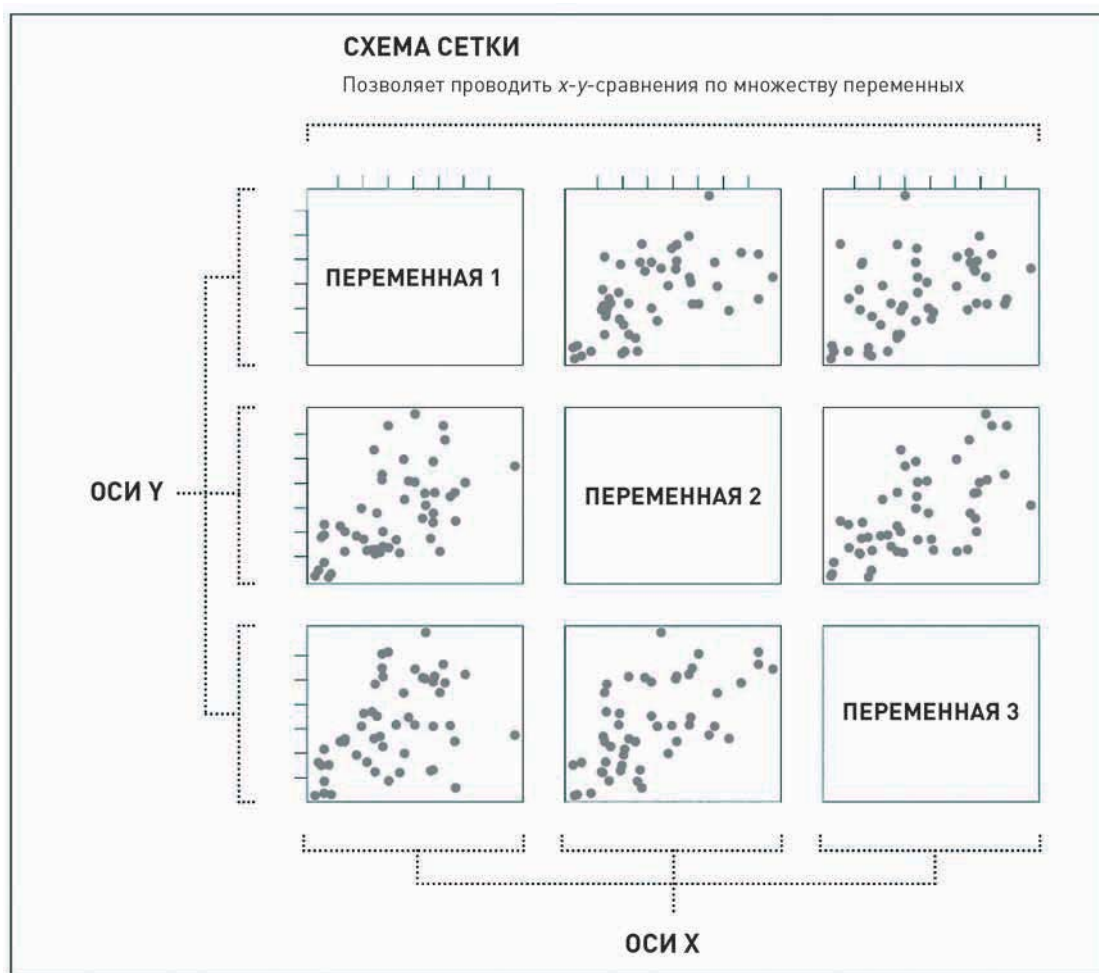 СХЕМА СЕТКИ
Позволяет проводить x-y-сравнения по множеству переменных
ПЕРЕМЕННАЯ 1
ОСИ Y
ПЕРЕМЕННАЯ 2
ПЕРЕМЕННАЯ 3
ОСИ X